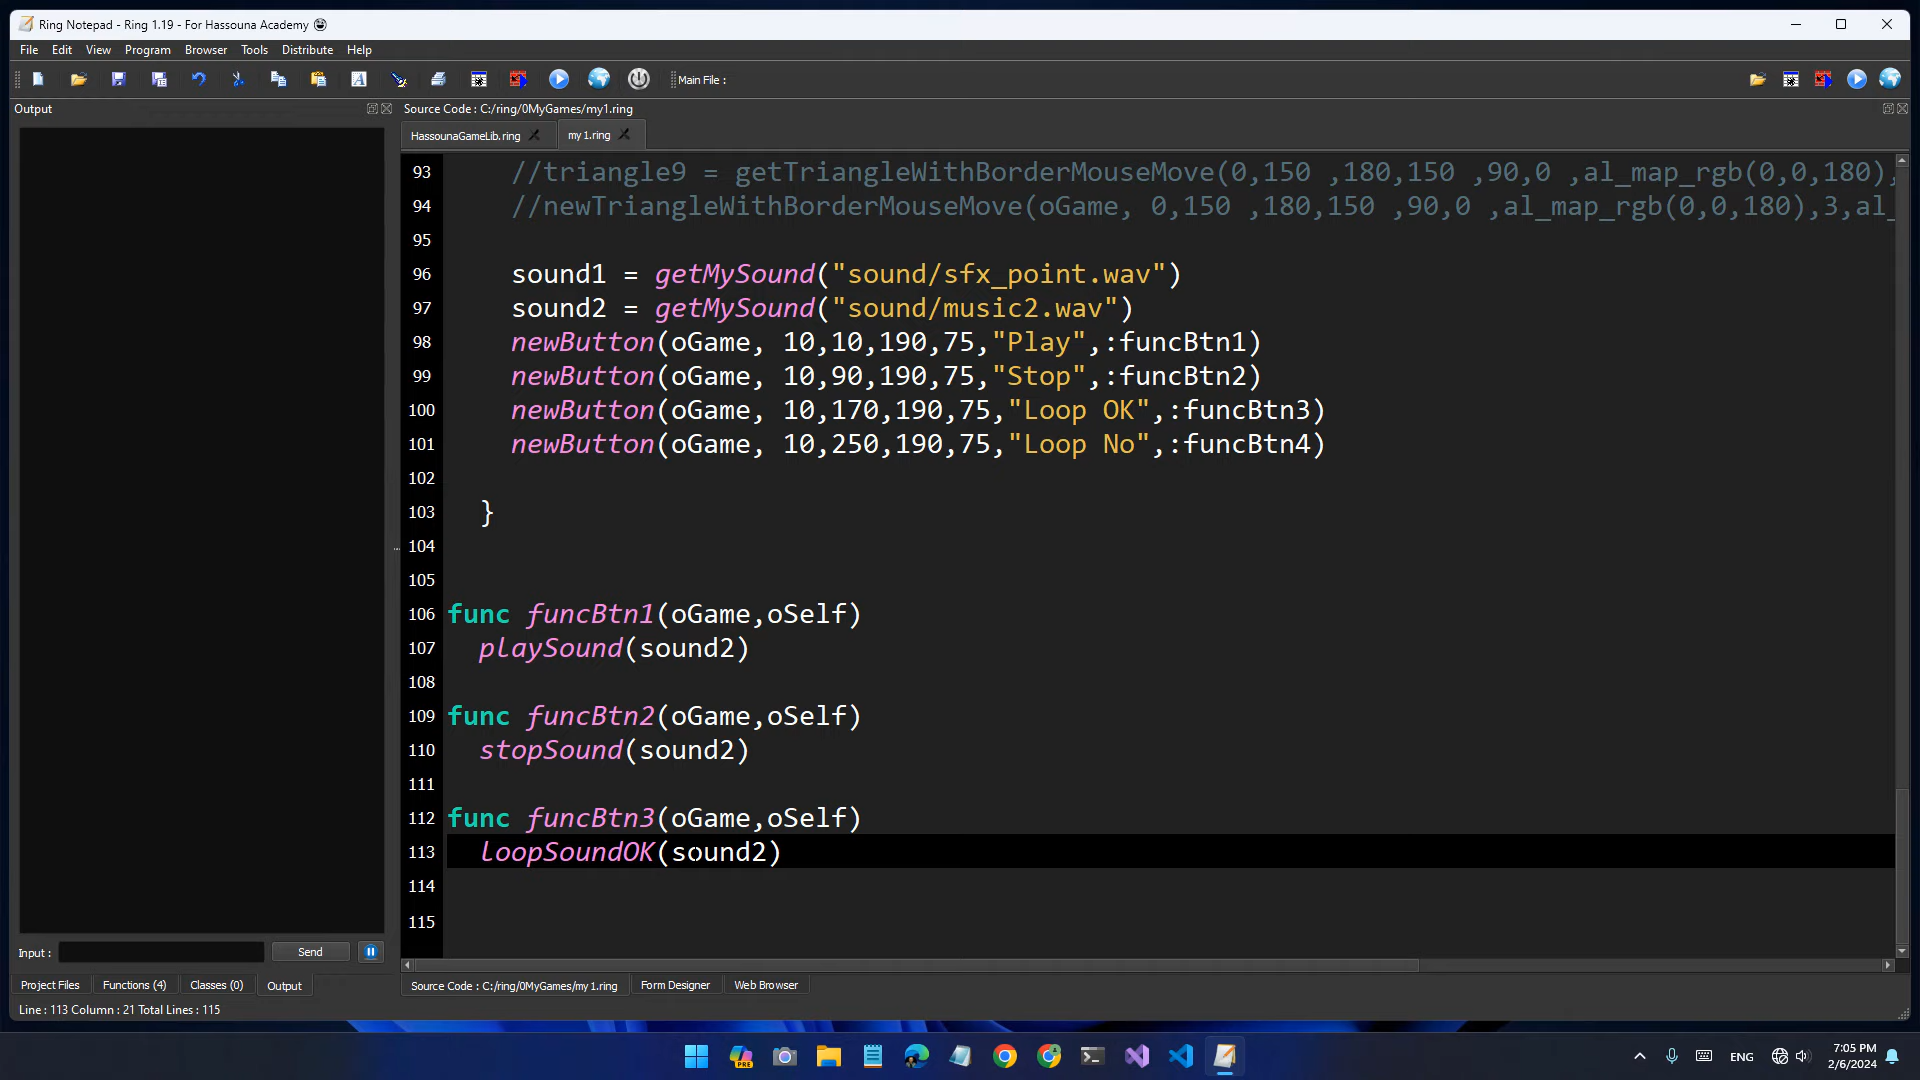 Ring Notepad - Ring 1.19 - For Hassouna Academy 😀
File Edit View Program Browser Tools Distribute Help
Main File :
Output
Source Code : C:/ring/0MyGames/my1.ring
HassounaGameLib.ring
my1.ring
93 //triangle9 = getTriangleWithBorderMouseMove(0,150 ,180,150 ,90,0 ,al_map_rgb(0,0,180),
94 //newTriangleWithBorderMouseMove(oGame, 0,150 ,180,150 ,90,0 ,al_map_rgb(0,0,180),3,al_
95
96 sound1 = getMySound("sound/sfx_point.wav")
97 sound2 = getMySound("sound/music2.wav")
98 newButton(oGame, 10,10,190,75,"Play",:funcBtn1)
99 newButton(oGame, 10,90,190,75,"Stop",:funcBtn2)
100 newButton(oGame, 10,170,190,75,"Loop OK",:funcBtn3)
101 newButton(oGame, 10,250,190,75,"Loop No",:funcBtn4)
102
103 }
104
105
106 func funcBtn1(oGame,oSelf)
107 playSound(sound2)
108
109 func funcBtn2(oGame,oSelf)
110 stopSound(sound2)
111
112 func funcBtn3(oGame,oSelf)
113 loopSoundOK(sound2)
114
115
Input :
Send
Project Files Functions (4) Classes (0) Output
Source Code : C:/ring/0MyGames/my1.ring Form Designer Web Browser
Line : 113 Column : 21 Total Lines : 115
PRE
ENG
7:05 PM
2/6/2024